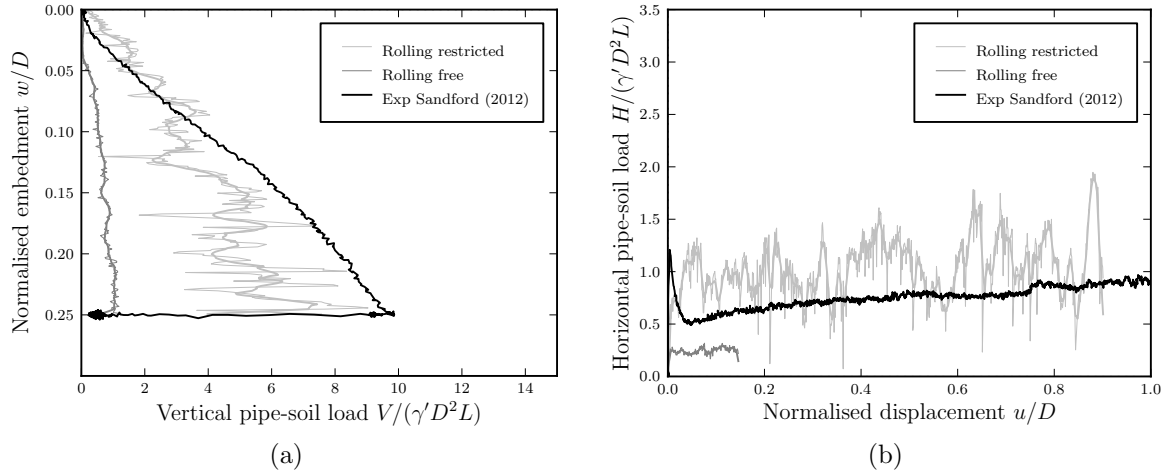 0.00
0.05
0.10
0.15
0.20
0.25
Normalised embedment w/D
0 2 4 6 8 10 12 14
Vertical pipe-soil load V/(γ′D²L)
Rolling restricted
Rolling free
Exp Sandford (2012)
(a)
3.5
3.0
2.5
2.0
1.5
1.0
0.5
0.0
Horizontal pipe-soil load H/(γ′D²L)
0.0 0.2 0.4 0.6 0.8 1.0
Normalised displacement u/D
Rolling restricted
Rolling free
Exp Sandford (2012)
(b)